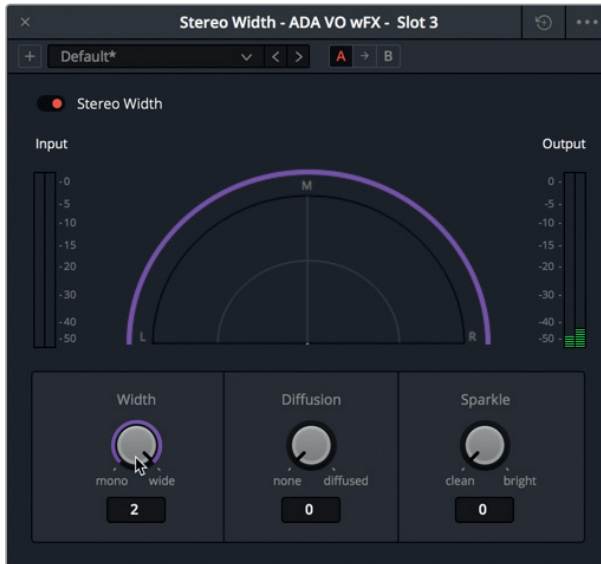 Stereo Width - ADA VO wFX - Slot 3
Default*
A
B
Stereo Width
Input
Output
M
L
R
-0
-5
-10
-15
-20
-30
-40
-50
0 -
-5 -
-10 -
-15 -
-20 -
-30 -
-40 -
-50 -
Width
Diffusion
Sparkle
mono wide
none diffused
clean bright
2
0
0